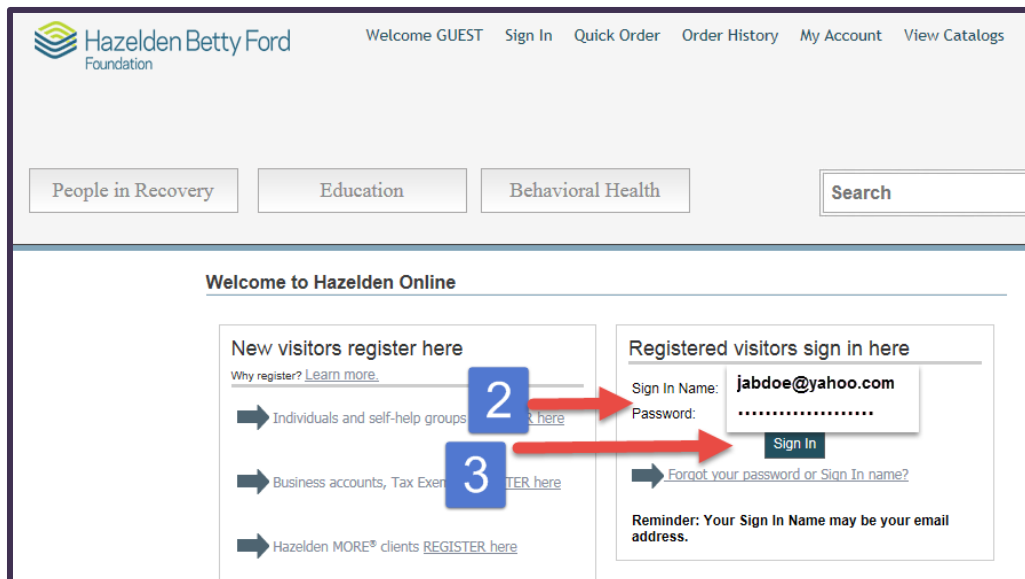 Hazelden Betty Ford
Foundation
Welcome GUEST Sign In Quick Order Order History My Account View Catalogs
People in Recovery Education Behavioral Health Search
Welcome to Hazelden Online
New visitors register here
Why register? Learn more.
Individuals and self-help groups here
Business accounts, Tax here
Hazelden MORE® clients REGISTER here
2
3
Registered visitors sign in here
Sign In Name: jabdoe@yahoo.com
Password: ....................
Sign In
Forgot your password or Sign In name?
Reminder: Your Sign In Name may be your email
address.